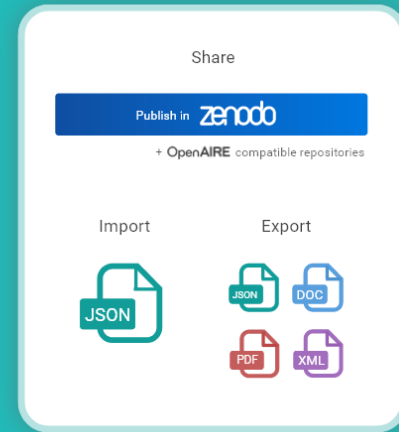 Share
Publish in zenodo
+ OpenAIRE compatible repositories
Import
Export
JSON
JSON
DOC
PDF
XML